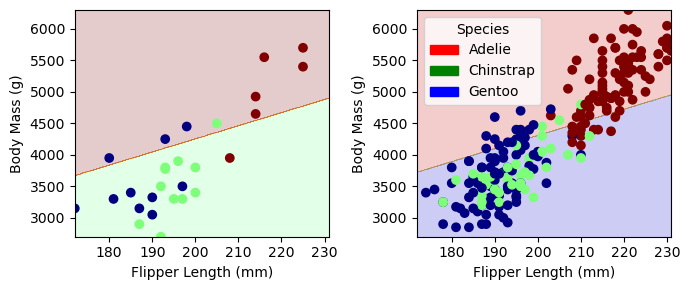 Body Mass (g)
6000
5500
5000
4500
4000
3500
3000
180 190 200 210 220 230
Flipper Length (mm)
Body Mass (g)
6000
5500
5000
4500
4000
3500
3000
180 190 200 210 220 230
Flipper Length (mm)
Species
Adelie
Chinstrap
Gentoo